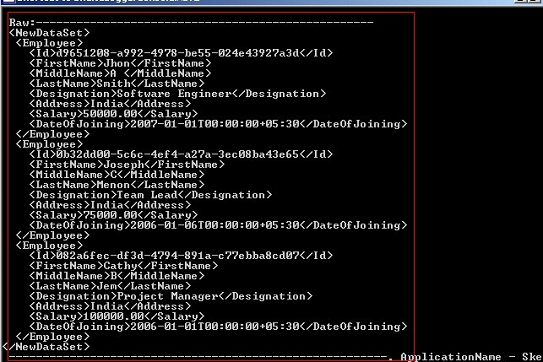 Raw:--------------------------------------------------
<NewDataSet>
<Employee>
<Id>d9651208-a992-4978-be55-024e43927a3d</Id>
<FirstName>Jhon</FirstName>
<MiddleName>A </MiddleName>
<LastName>Smith</LastName>
<Designation>Software Engineer</Designation>
<Address>India</Address>
<Salary>50000.00</Salary>
<DateOfJoining>2007-01-01T00:00:00+05:30</DateOfJoining>
</Employee>
<Employee>
<Id>0b32dd00-5c6c-4ef4-a27a-3ec08ba43e65</Id>
<FirstName>Joseph</FirstName>
<MiddleName>C</MiddleName>
<LastName>Menon</LastName>
<Designation>Team Lead</Designation>
<Address>India</Address>
<Salary>75000.00</Salary>
<DateOfJoining>2006-01-06T00:00:00+05:30</DateOfJoining>
</Employee>
<Employee>
<Id>082a6fec-df3d-4794-891a-c77ebba8cd07</Id>
<FirstName>Cathy</FirstName>
<MiddleName>B</MiddleName>
<LastName>Jem</LastName>
<Designation>Project Manager</Designation>
<Address>India</Address>
<Salary>100000.00</Salary>
<DateOfJoining>2006-01-01T00:00:00+05:30</DateOfJoining>
</Employee>
</NewDataSet>
--------------------------------------------------------. ApplicationName - Ske